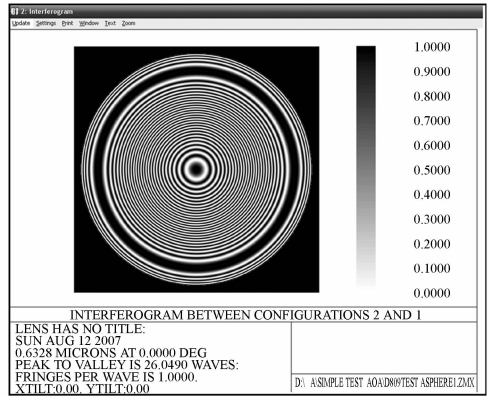 2: Interferogram
Update Settings Print Window Text Zoom
1.0000
0.9000
0.8000
0.7000
0.6000
0.5000
0.4000
0.3000
0.2000
0.1000
0.0000
INTERFEROGRAM BETWEEN CONFIGURATIONS 2 AND 1
LENS HAS NO TITLE:
SUN AUG 12 2007
0.6328 MICRONS AT 0.0000 DEG
PEAK TO VALLEY IS 26.0490 WAVES:
FRINGES PER WAVE IS 1.0000.
XTILT:0.00, YTILT:0.00
D:\ A\SIMPLE TEST AOA\D809TEST ASPHERE1.ZMX